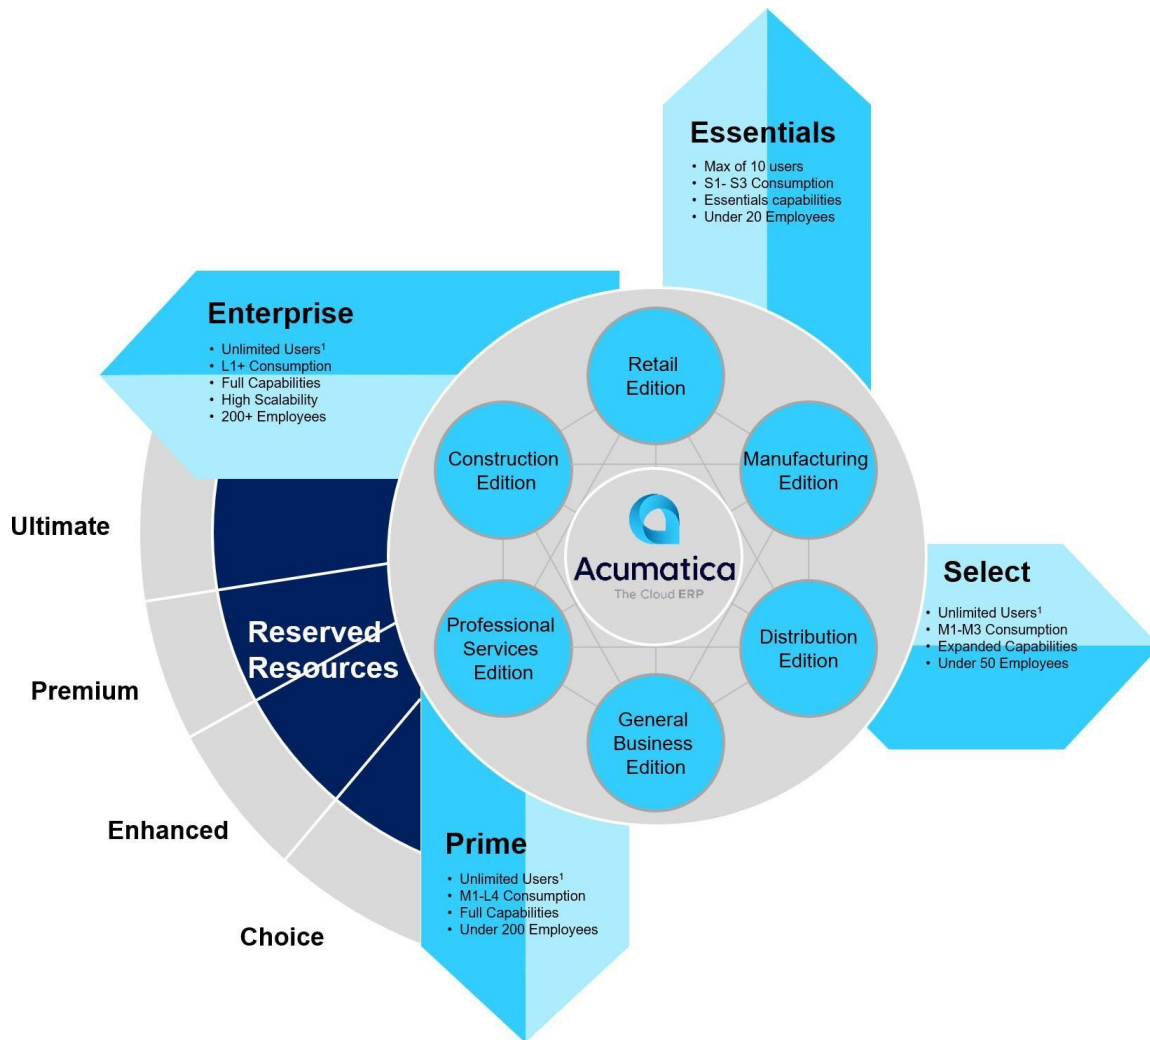 Essentials
• Max of 10 users
• S1- S3 Consumption
• Essentials capabilities
• Under 20 Employees
Enterprise
• Unlimited Users¹
• L1+ Consumption
• Full Capabilities
• High Scalability
• 200+ Employees
Retail
Edition
Construction
Edition
Manufacturing
Edition
Acumatica
The Cloud ERP
Professional
Services
Edition
Distribution
Edition
General
Business
Edition
Select
• Unlimited Users¹
• M1-M3 Consumption
• Expanded Capabilities
• Under 50 Employees
Ultimate
Reserved
Resources
Premium
Enhanced
Choice
Prime
• Unlimited Users¹
• M1-L4 Consumption
• Full Capabilities
• Under 200 Employees